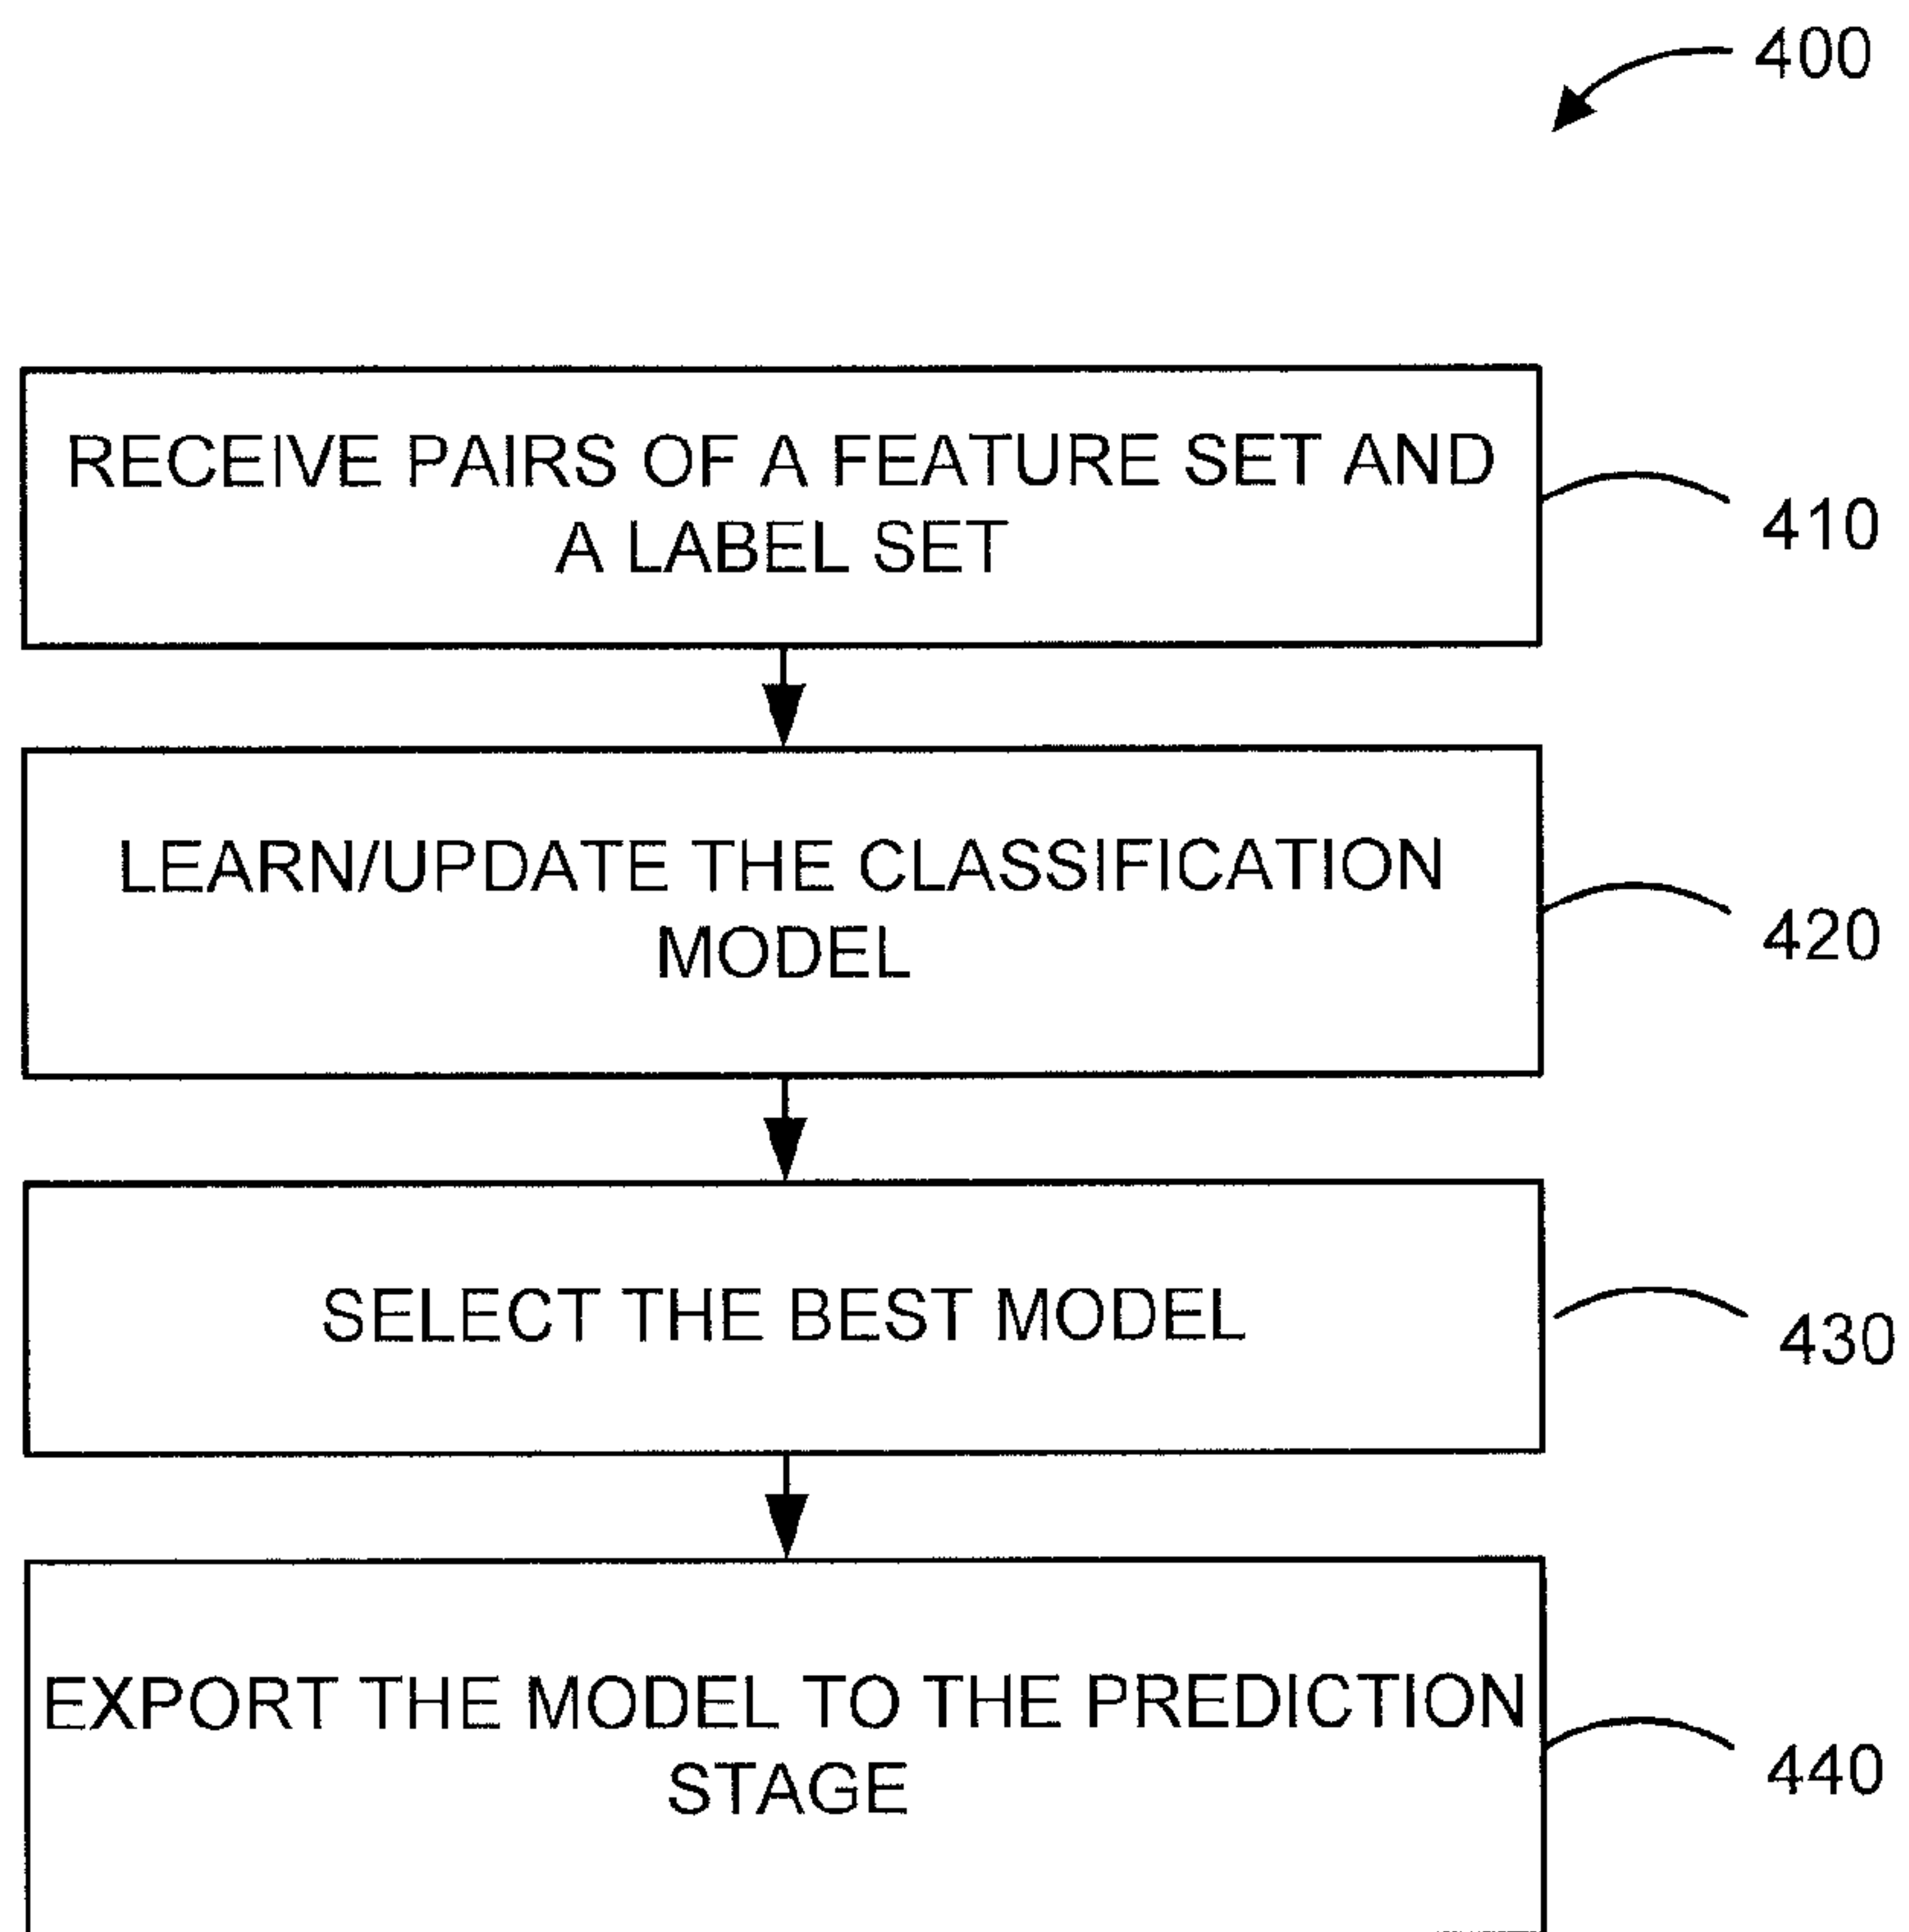 400
RECEIVE PAIRS OF A FEATURE SET AND
A LABEL SET
410
LEARN/UPDATE THE CLASSIFICATION
MODEL
420
SELECT THE BEST MODEL
430
EXPORT THE MODEL TO THE PREDICTION
STAGE
440